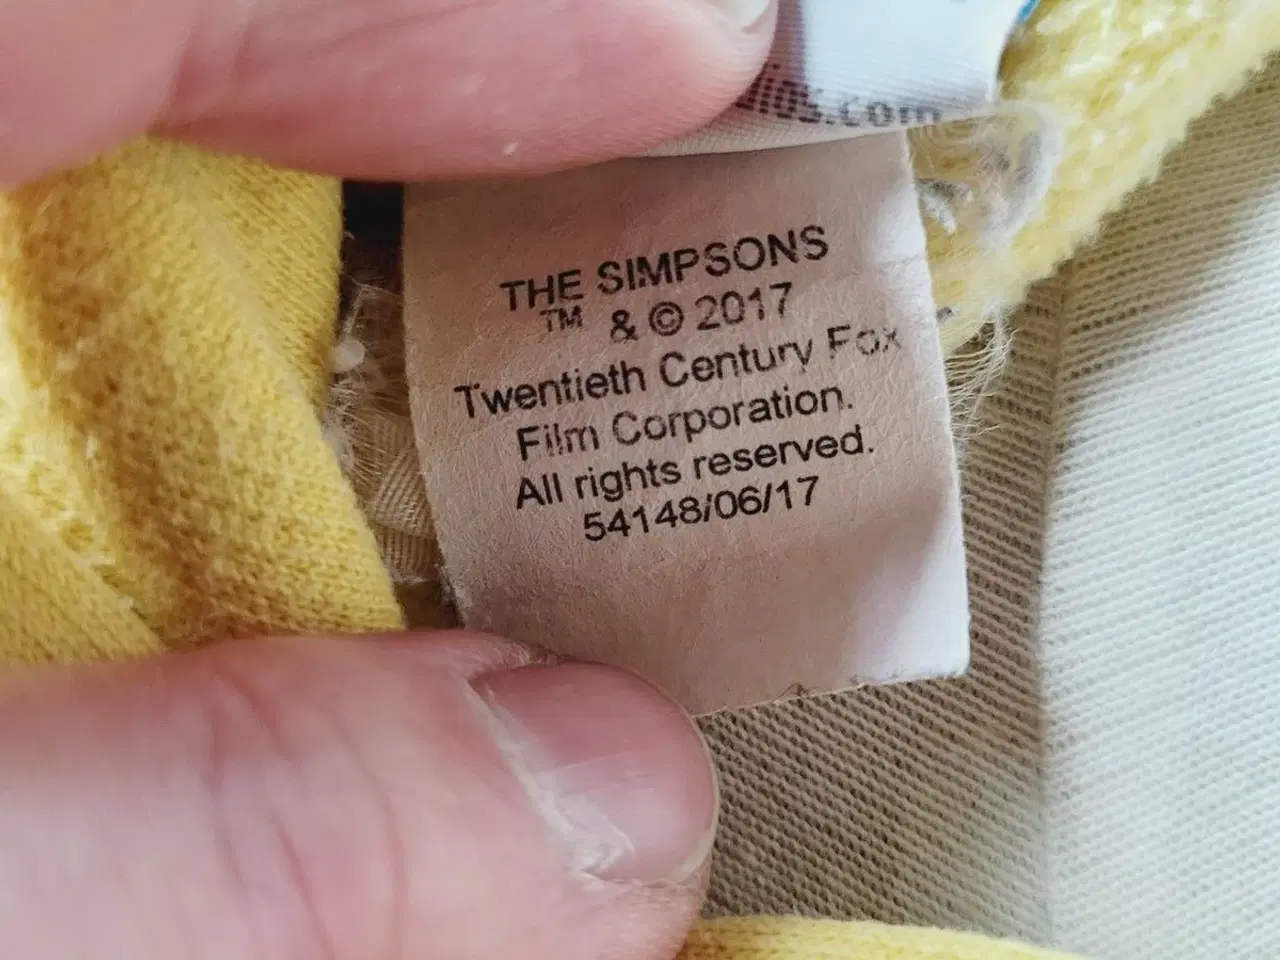 THE SIMPSONS
TM & © 2017
Twentieth Century Fox
Film Corporation.
All rights reserved.
54148/06/17